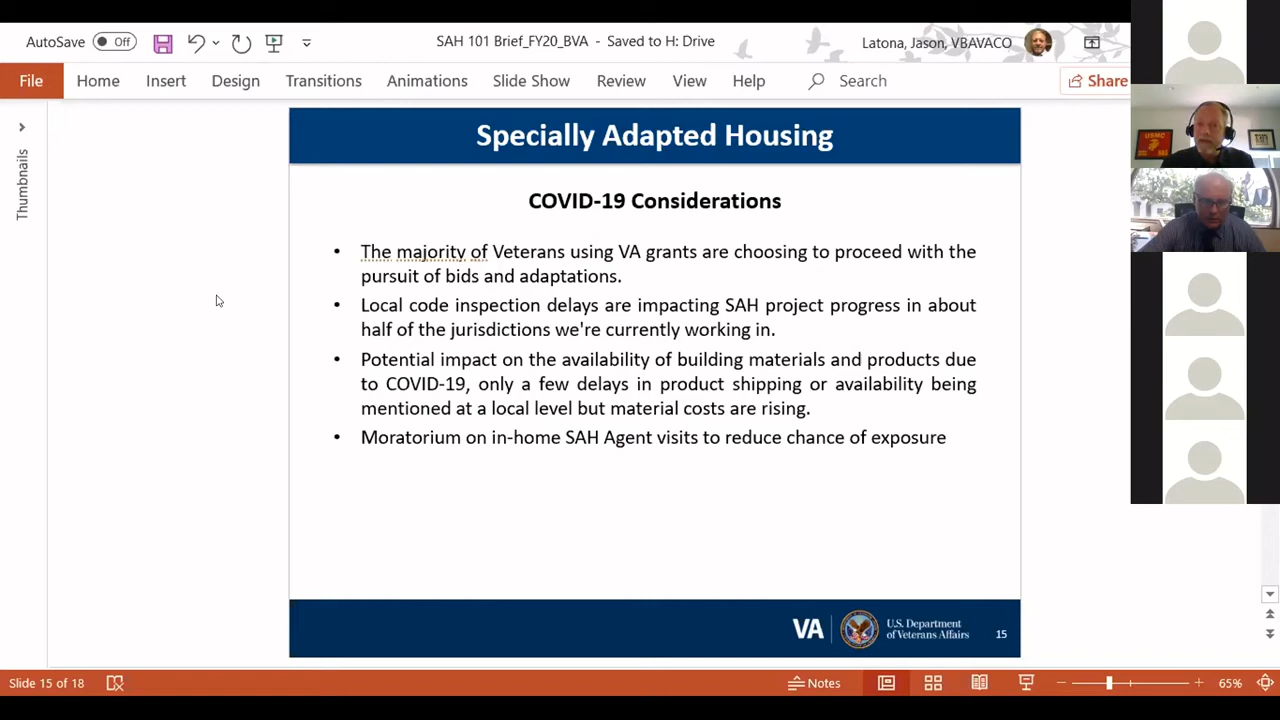 AutoSave Off SAH 101 Brief_FY20_BVA - Saved to H: Drive Latona, Jason, VBAVACO
File Home Insert Design Transitions Animations Slide Show Review View Help Search Share
Thumbnails
Specially Adapted Housing
COVID-19 Considerations
• The majority of Veterans using VA grants are choosing to proceed with the
pursuit of bids and adaptations.
• Local code inspection delays are impacting SAH project progress in about
half of the jurisdictions we're currently working in.
• Potential impact on the availability of building materials and products due
to COVID-19, only a few delays in product shipping or availability being
mentioned at a local level but material costs are rising.
• Moratorium on in-home SAH Agent visits to reduce chance of exposure
VA
U.S. Department
of Veterans Affairs
15
USMC
Slide 15 of 18 Notes 65%